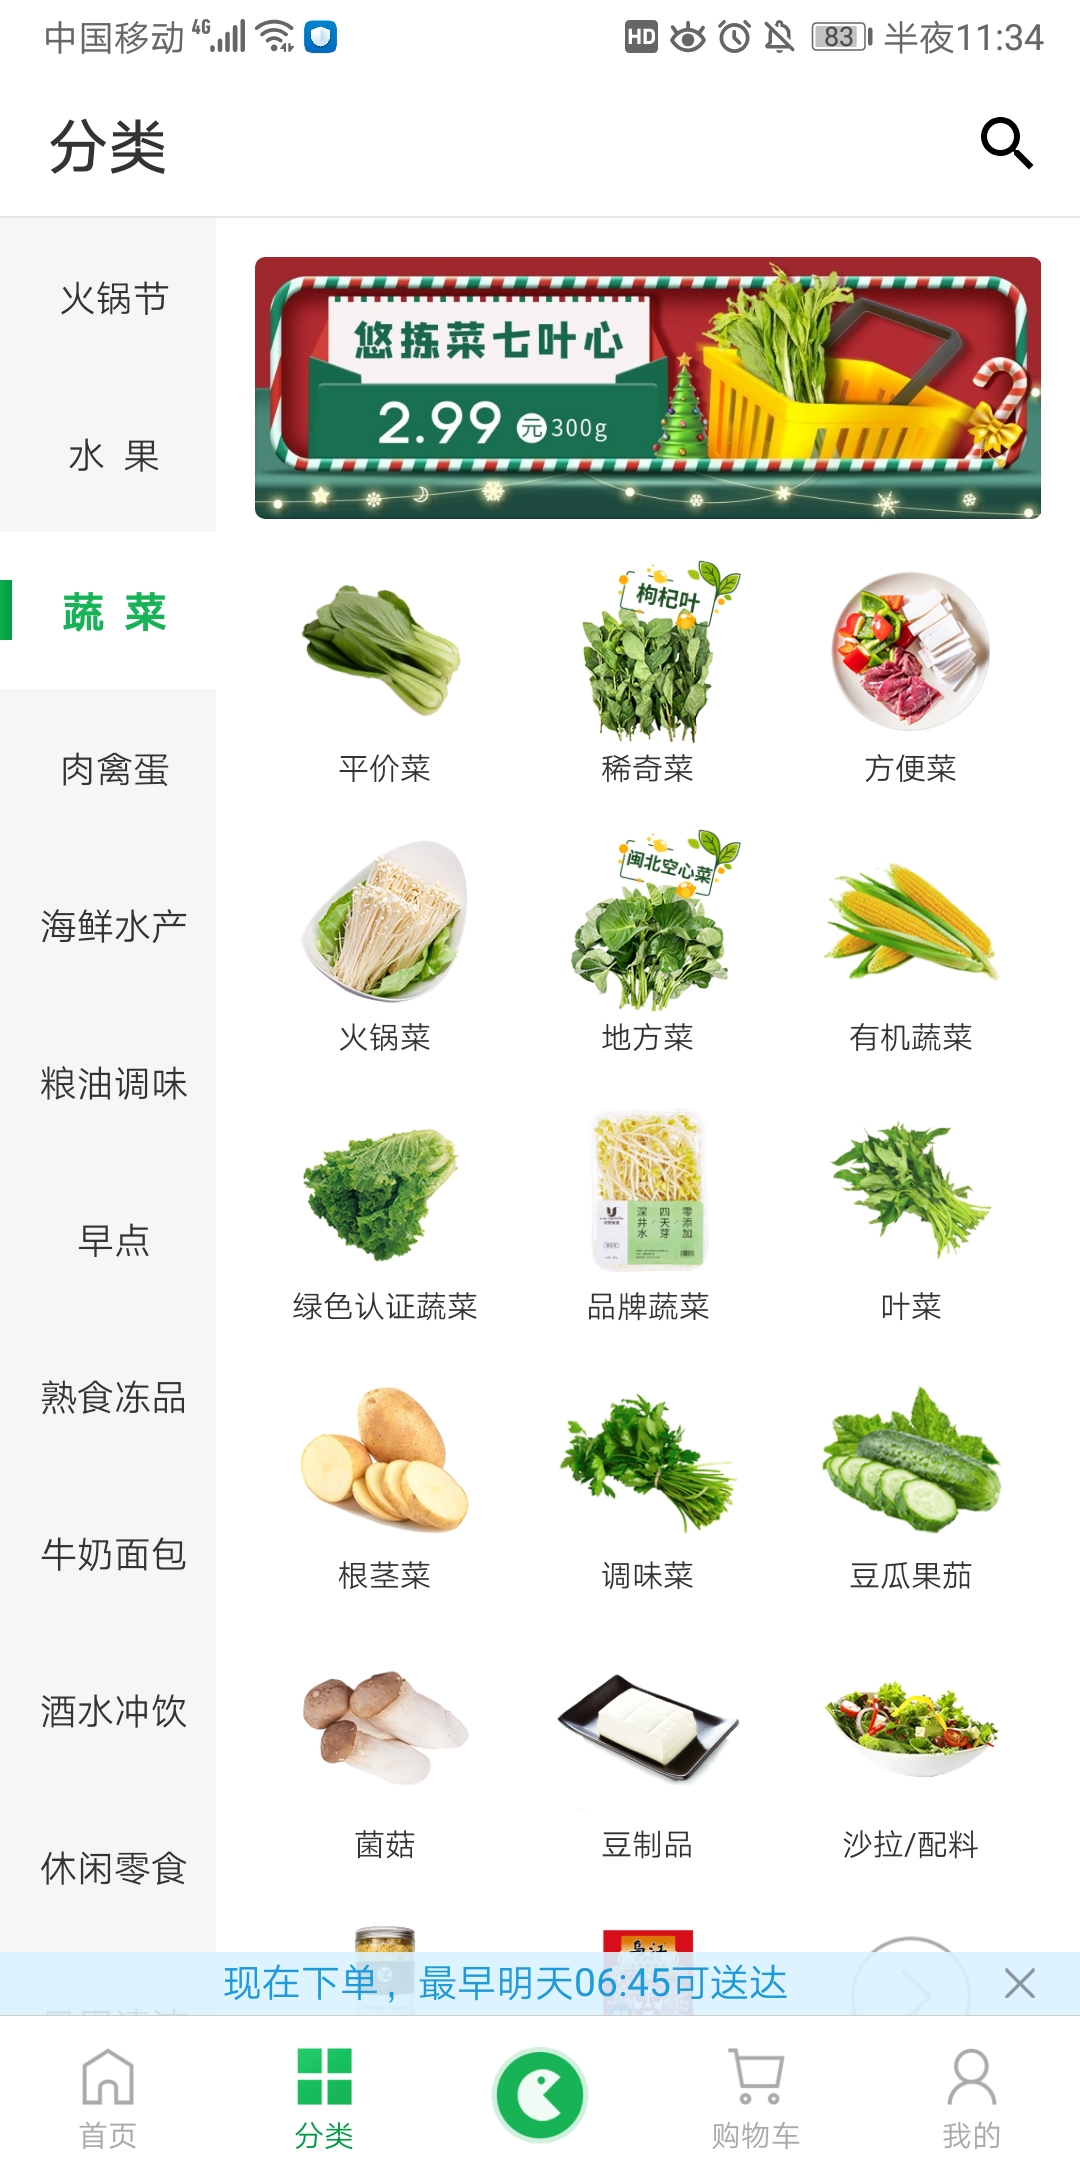 中国移动 4G HD 83 半夜11:34
分类
火锅节
水 果
蔬 菜
肉禽蛋
海鲜水产
粮油调味
早点
熟食冻品
牛奶面包
酒水冲饮
休闲零食
悠拣菜七叶心
2.99 元 300g
枸杞叶
平价菜 稀奇菜 方便菜
闽北空心菜
火锅菜 地方菜 有机蔬菜
零添加
四天芽
深井水
绿色认证蔬菜 品牌蔬菜 叶菜
根茎菜 调味菜 豆瓜果茄
菌菇 豆制品 沙拉/配料
乌江
现在下单，最早明天06:45可送达
首页 分类 购物车 我的